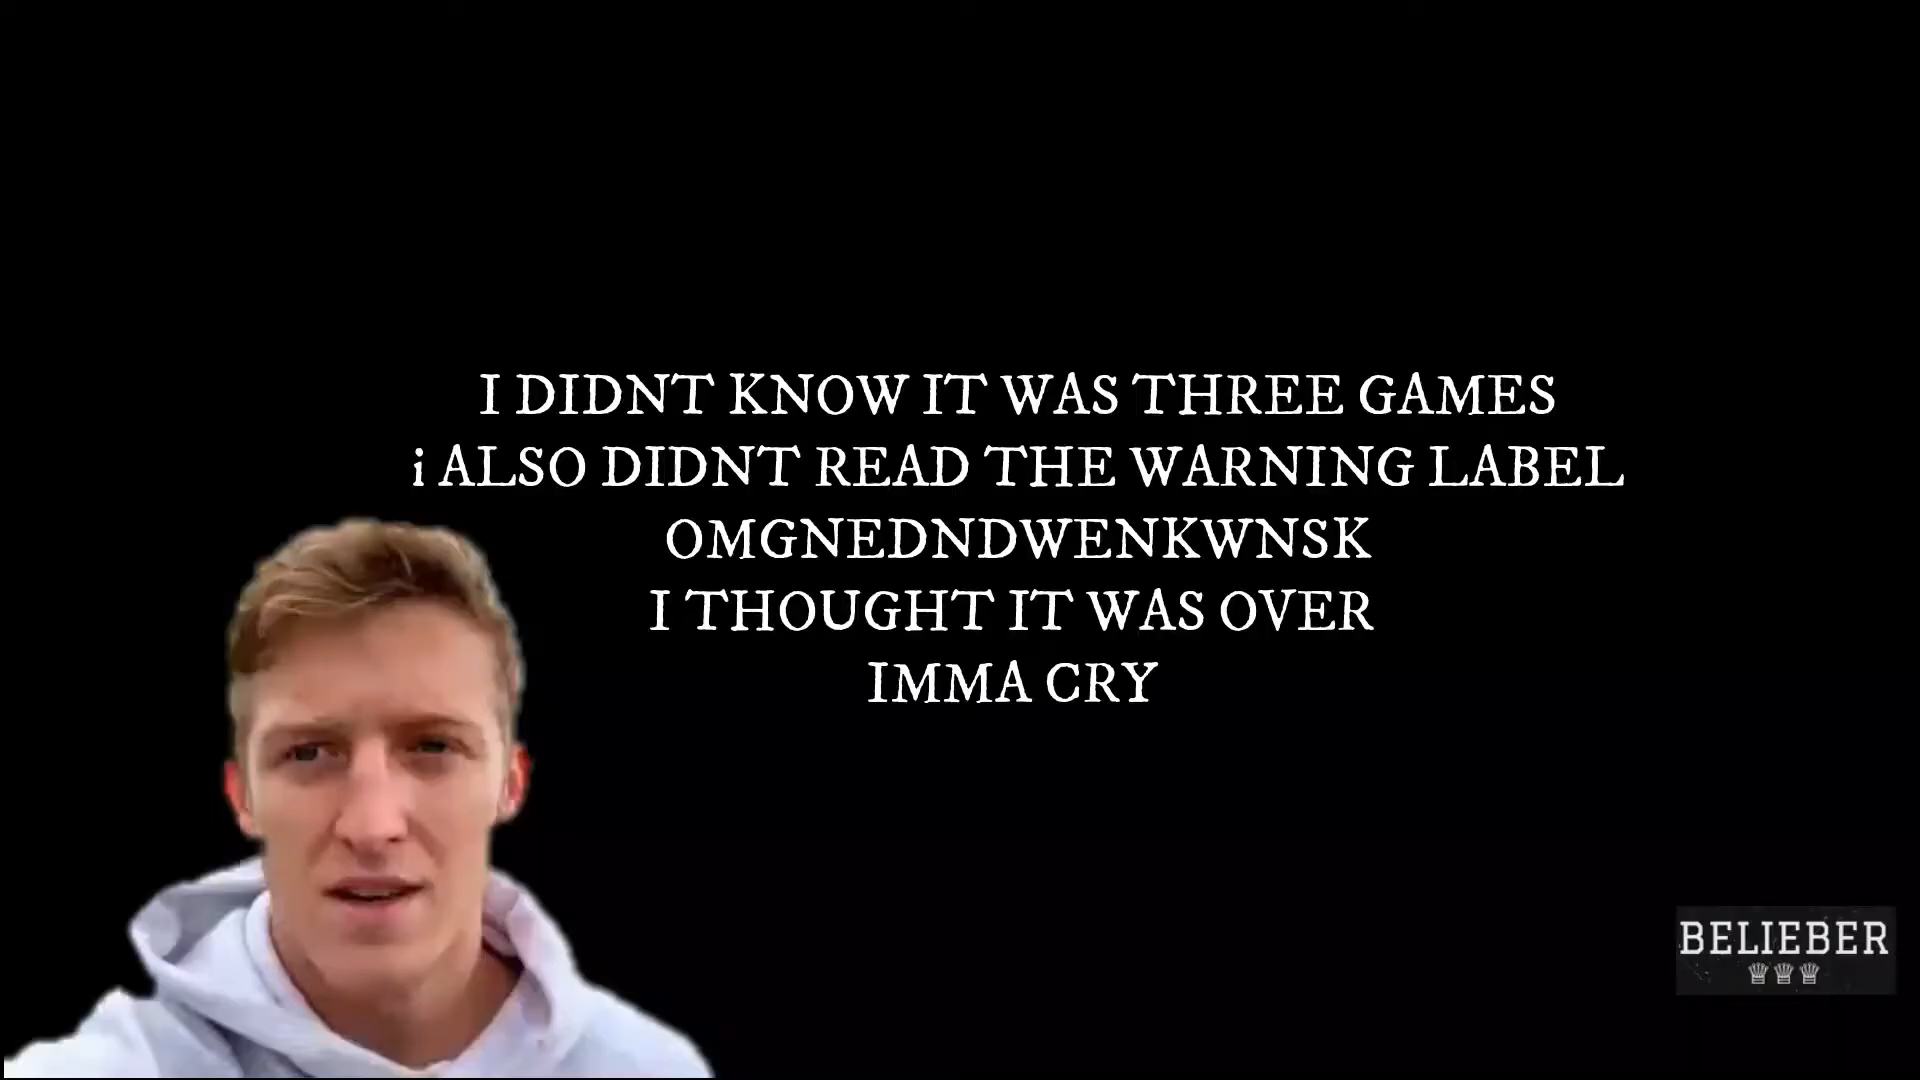 I DIDNT KNOW IT WAS THREE GAMES
i ALSO DIDNT READ THE WARNING LABEL
OMGNEDNDWENKWNSK
I THOUGHT IT WAS OVER
IMMA CRY
BELIEBER